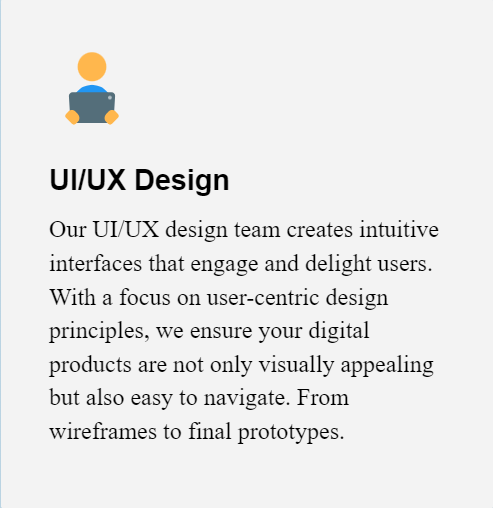 UI/UX Design
Our UI/UX design team creates intuitive
interfaces that engage and delight users.
With a focus on user-centric design
principles, we ensure your digital
products are not only visually appealing
but also easy to navigate. From
wireframes to final prototypes.